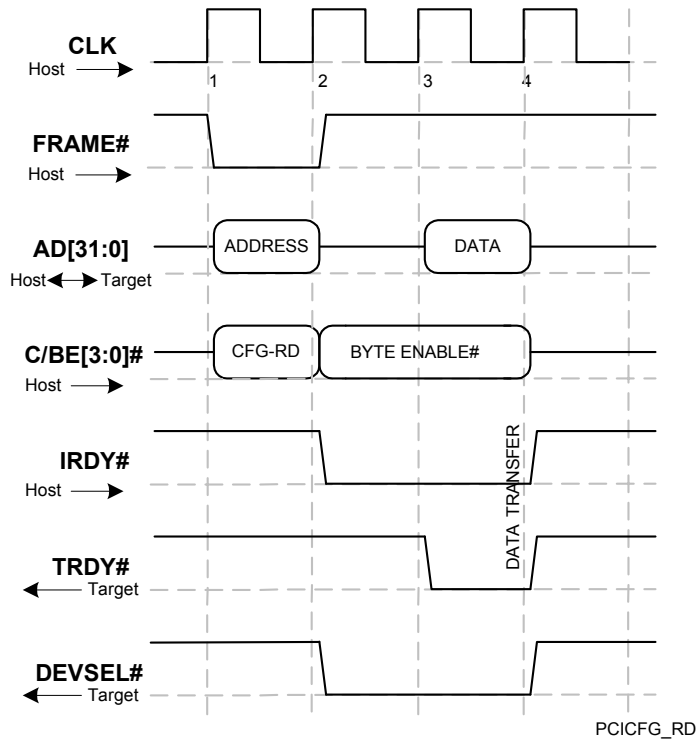 CLK
Host
1 2 3 4
FRAME#
Host
AD[31:0]
ADDRESS DATA
Host Target
C/BE[3:0]#
CFG-RD BYTE ENABLE#
Host
IRDY#
Host
DATA TRANSFER
TRDY#
Target
DEVSEL#
Target
PCICFG_RD